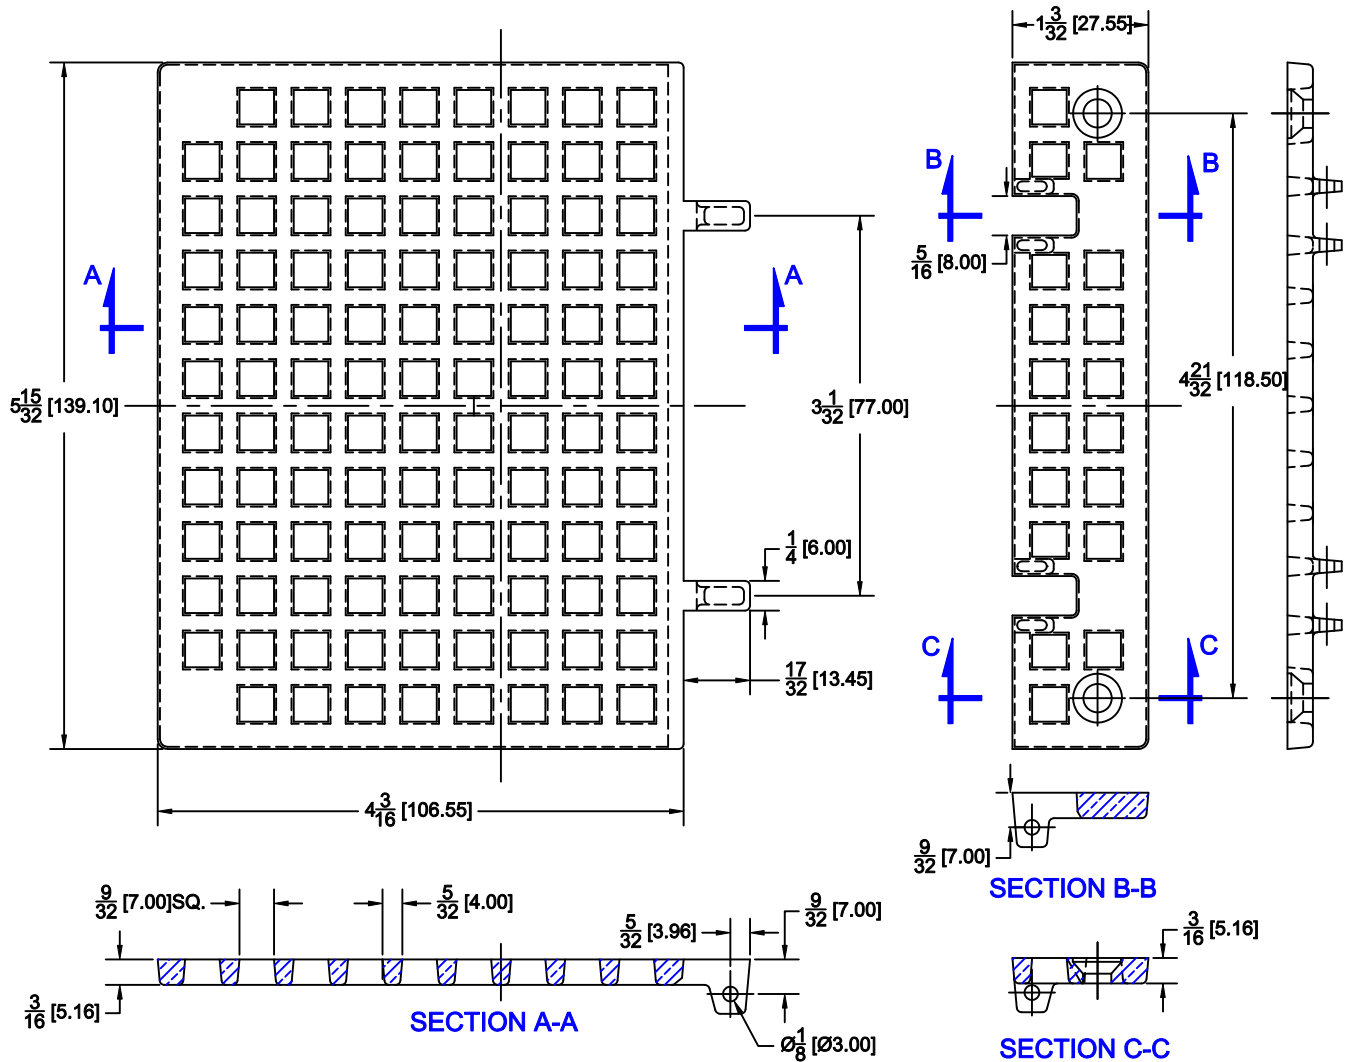 1 3/32 [27.55]
B
B
5/16 [8.00]
A
A
5 15/32 [139.10]
3 1/32 [77.00]
4 21/32 [118.50]
1/4 [6.00]
17/32 [13.45]
C
C
4 3/16 [106.55]
9/32 [7.00]
SECTION B-B
9/32 [7.00]SQ.
5/32 [4.00]
5/32 [3.96]
9/32 [7.00]
3/16 [5.16]
3/16 [5.16]
SECTION A-A
Ø1/8 [Ø3.00]
SECTION C-C